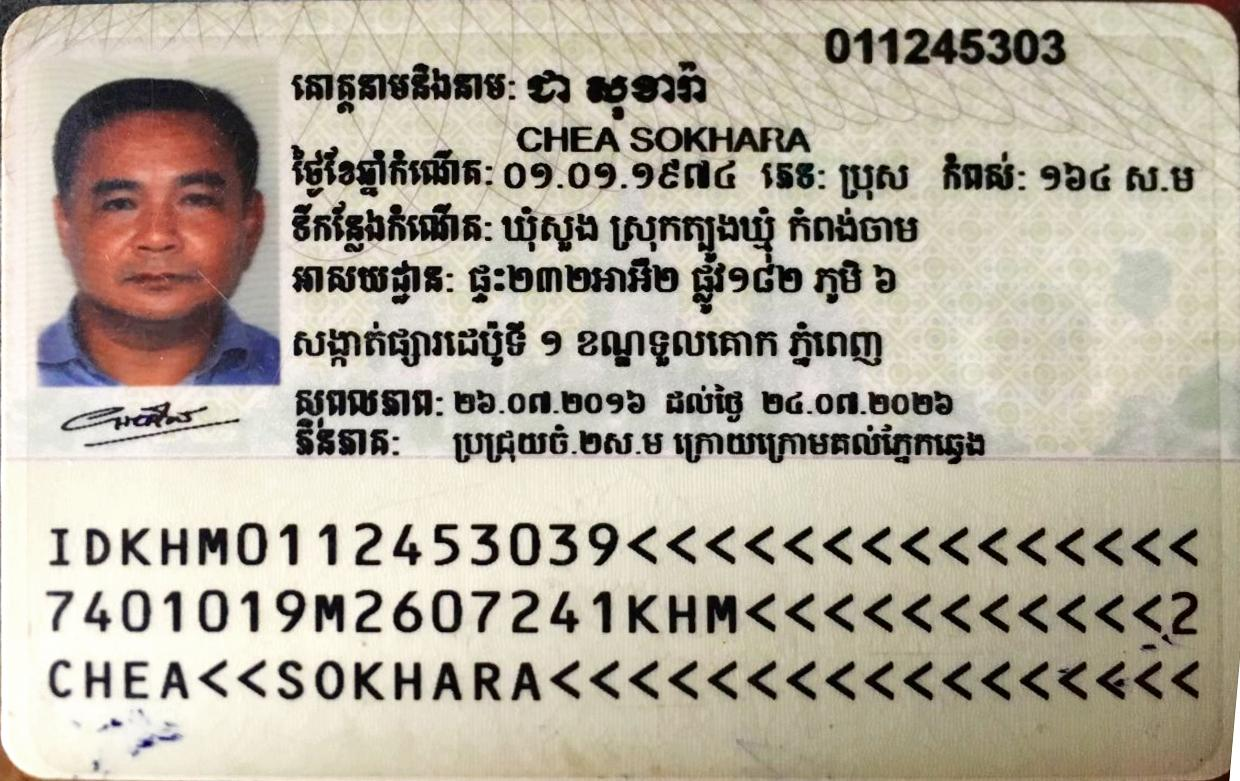 011245303
គោត្តនាមនិងនាម: ជា សុខារ៉ា
CHEA SOKHARA
ថ្ងៃខែឆ្នាំកំណើត: ០១.០១.១៩៧៤ ភេទ: ប្រុស កំពស់: ១៦៤ ស.ម
ទីកន្លែងកំណើត: ឃុំសួង ស្រុកត្បូងឃ្មុំ កំពង់ចាម
អាសយដ្ឋាន: ផ្ទះ២៣២អាអឺ២ ផ្លូវ១៨២ ភូមិ ៦
សង្កាត់ផ្សារដេប៉ូទី ១ ខណ្ឌទួលគោក ភ្នំពេញ
សុពលភាព: ២៦.០៧.២០១៦ ដល់ថ្ងៃ ២៤.០៧.២០២៦
ភិនភាគ: ប្រជ្រុយចំ.២ស.ម ក្រោយក្រោមគល់ភ្នែកឆ្វេង
IDKHM0112453039<<<<<<<<<<<<<<<
7401019M2607241KHM<<<<<<<<<<<2
CHEA<<SOKHARA<<<<<<<<<<<<<<<<<